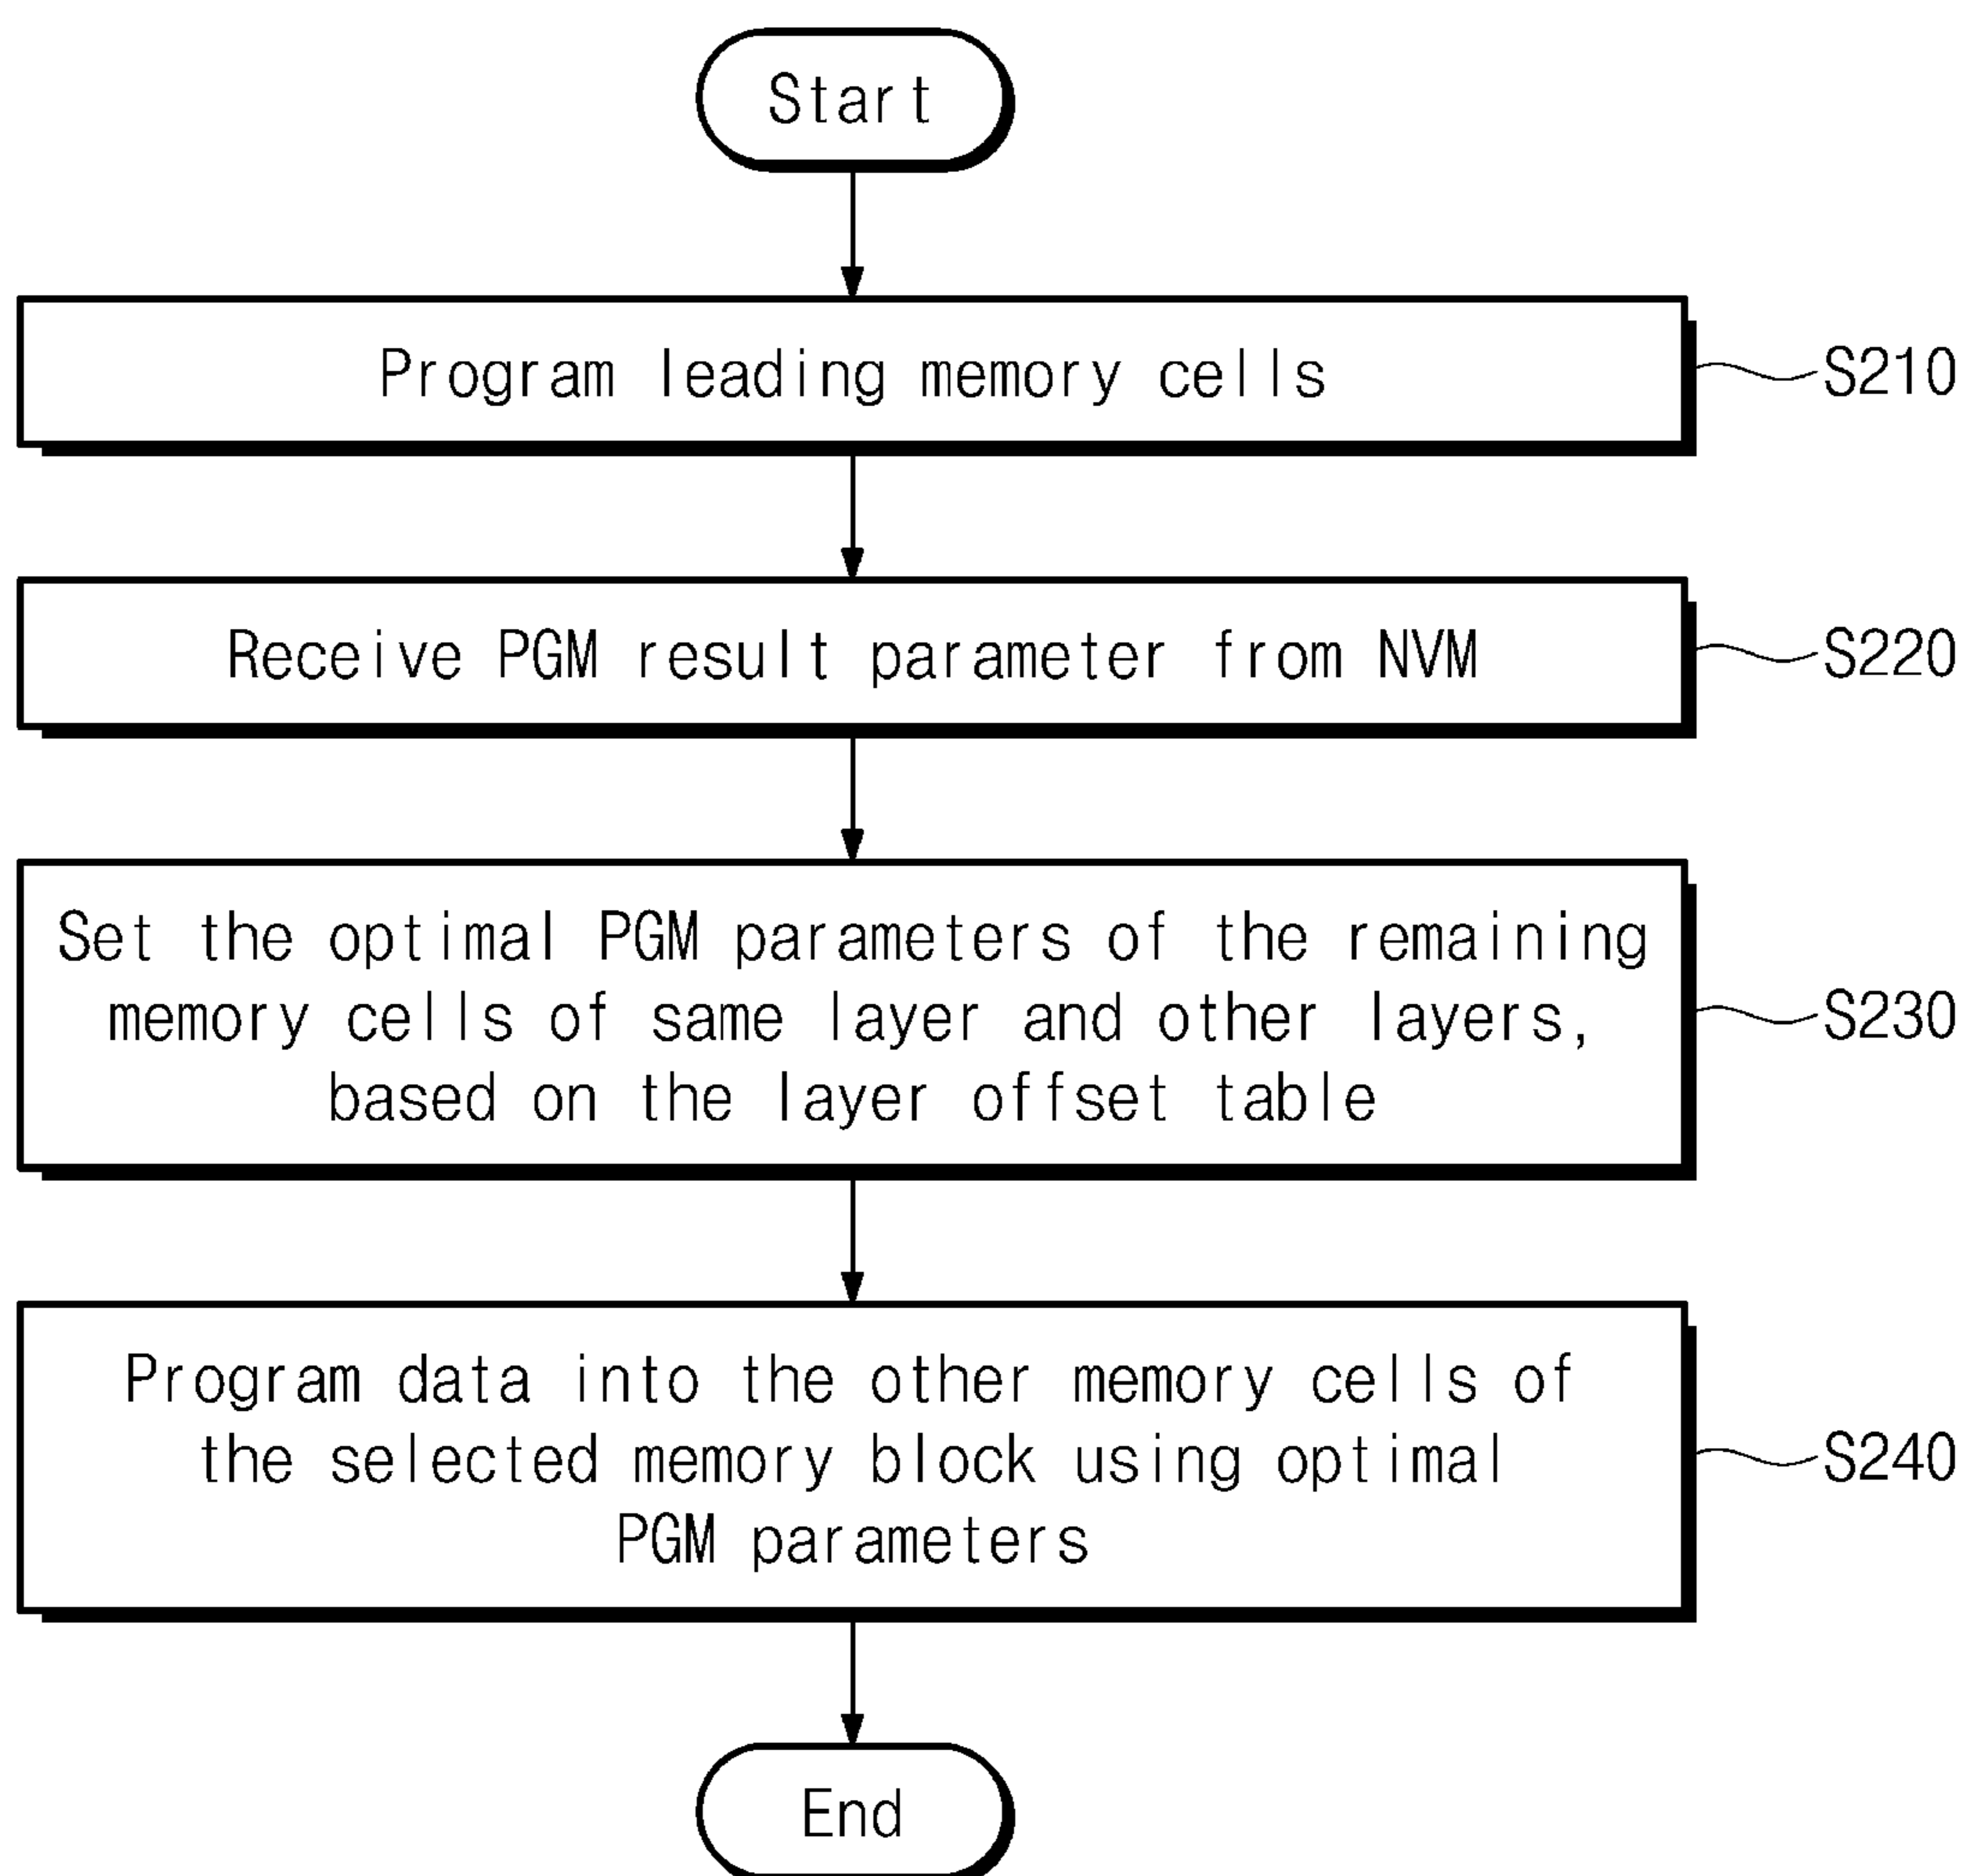 Start
Program leading memory cells
S210
Receive PGM result parameter from NVM
S220
Set the optimal PGM parameters of the remaining
memory cells of same layer and other layers,
based on the layer offset table
S230
Program data into the other memory cells of
the selected memory block using optimal
PGM parameters
S240
End